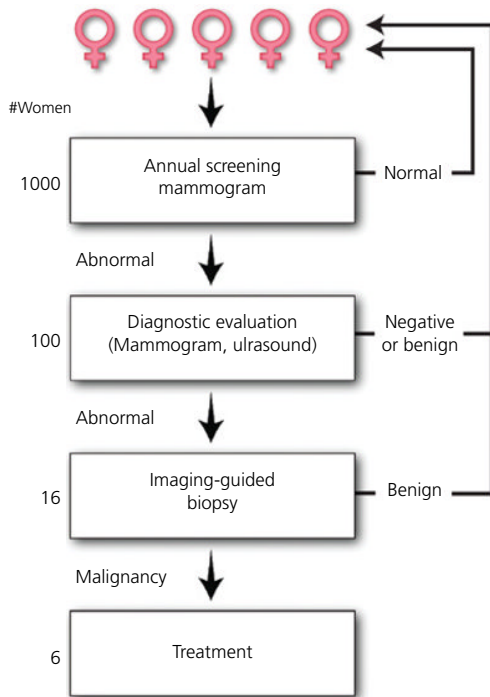 #Women
1000
Annual screening
mammogram
Normal
Abnormal
100
Diagnostic evaluation
(Mammogram, ulrasound)
Negative
or benign
Abnormal
16
Imaging-guided
biopsy
Benign
Malignancy
6
Treatment